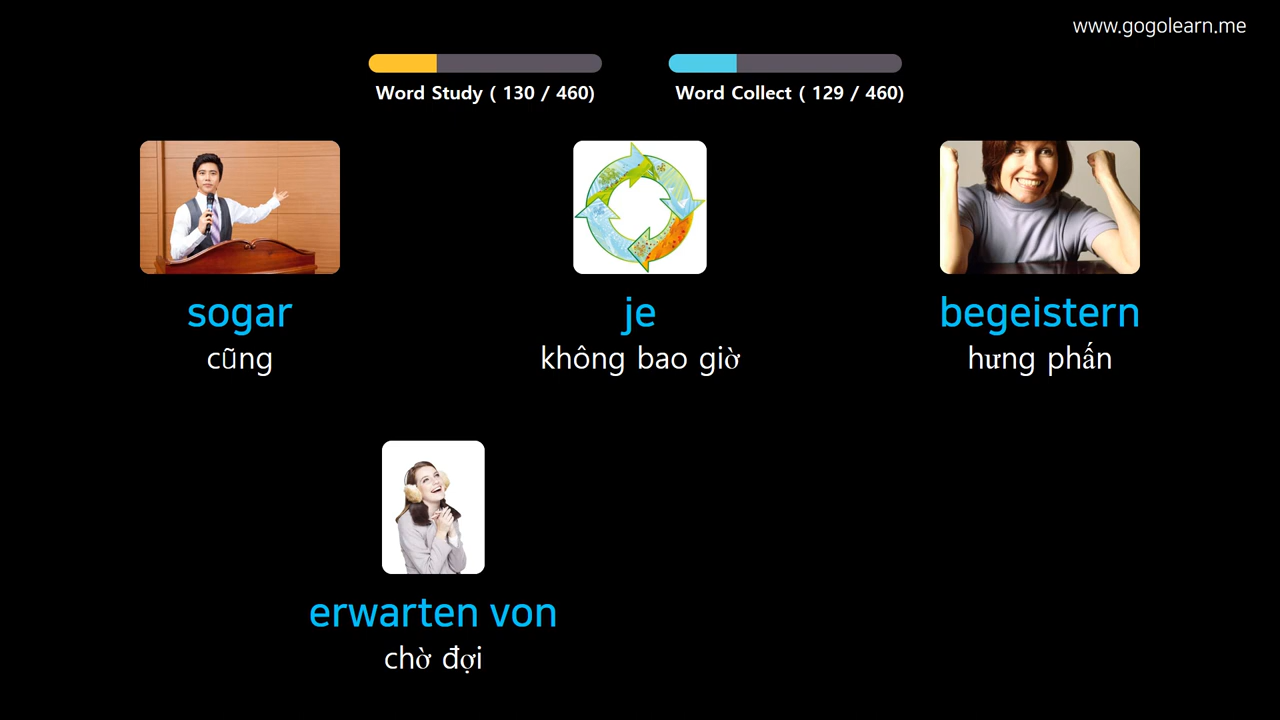 www.gogolearn.me
Word Study ( 130 / 460)
Word Collect ( 129 / 460)
sogar
cũng
je
không bao giờ
begeistern
hưng phấn
erwarten von
chờ đợi